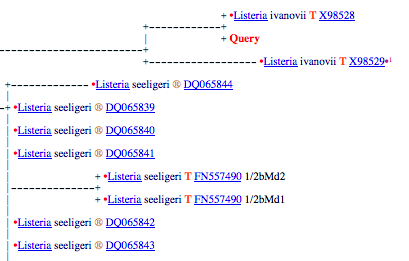 •Listeria ivanovii T X98528
Query
•Listeria ivanovii T X98529•1
•Listeria seeligeri ® DQ065844
•Listeria seeligeri ® DQ065839
•Listeria seeligeri ® DQ065840
•Listeria seeligeri ® DQ065841
•Listeria seeligeri T FN557490 1/2bMd2
•Listeria seeligeri T FN557490 1/2bMd1
•Listeria seeligeri ® DQ065842
•Listeria seeligeri ® DQ065843